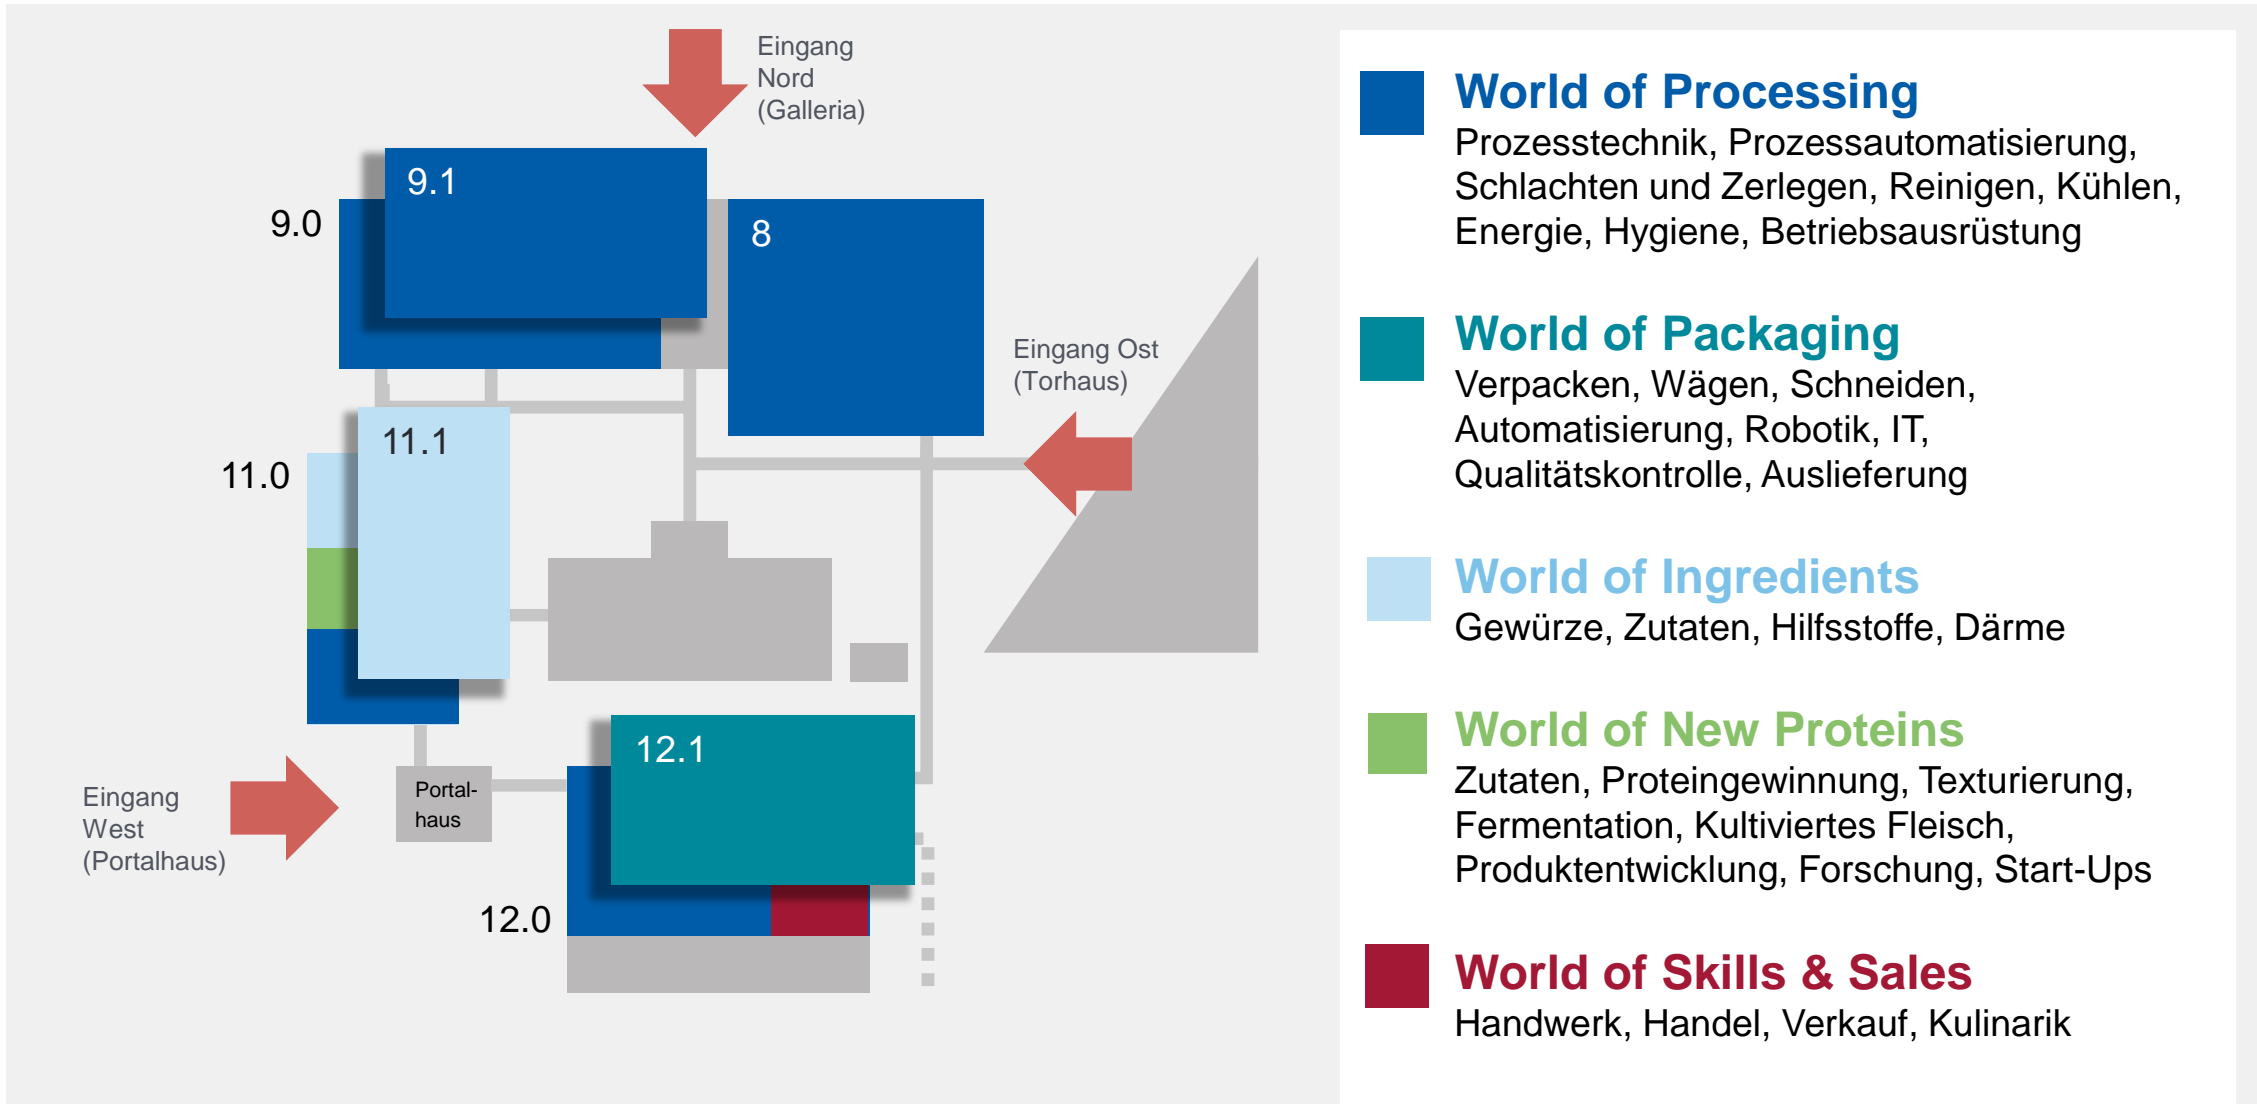 Eingang
Nord
(Galleria)
9.1
9.0
8
Eingang Ost
(Torhaus)
11.1
11.0
12.1
Portal-
haus
Eingang
West
(Portalhaus)
12.0
World of Processing
Prozesstechnik, Prozessautomatisierung,
Schlachten und Zerlegen, Reinigen, Kühlen,
Energie, Hygiene, Betriebsausrüstung
World of Packaging
Verpacken, Wägen, Schneiden,
Automatisierung, Robotik, IT,
Qualitätskontrolle, Auslieferung
World of Ingredients
Gewürze, Zutaten, Hilfsstoffe, Därme
World of New Proteins
Zutaten, Proteingewinnung, Texturierung,
Fermentation, Kultiviertes Fleisch,
Produktentwicklung, Forschung, Start-Ups
World of Skills & Sales
Handwerk, Handel, Verkauf, Kulinarik